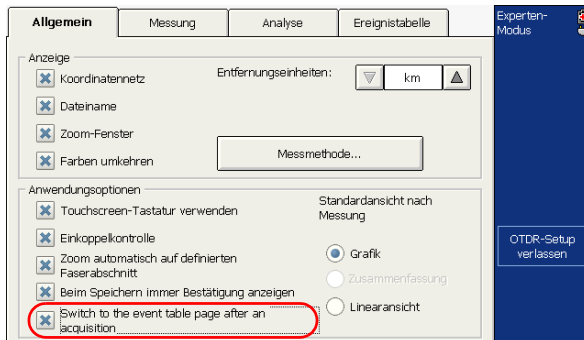 Allgemein
Messung
Analyse
Ereignistabelle
Experten-
Modus
Anzeige
Koordinatennetz
Entfernungseinheiten:
km
Dateiname
Zoom-Fenster
Farben umkehren
Messmethode...
Anwendungsoptionen
Touchscreen-Tastatur verwenden
Standardansicht nach
Messung
Einkoppelkontrolle
Grafik
Zoom automatisch auf definierten
Faserabschnitt
Zusammenfassung
Beim Speichern immer Bestätigung anzeigen
Linearansicht
Switch to the event table page after an
acquisition
OTDR-Setup
verlassen